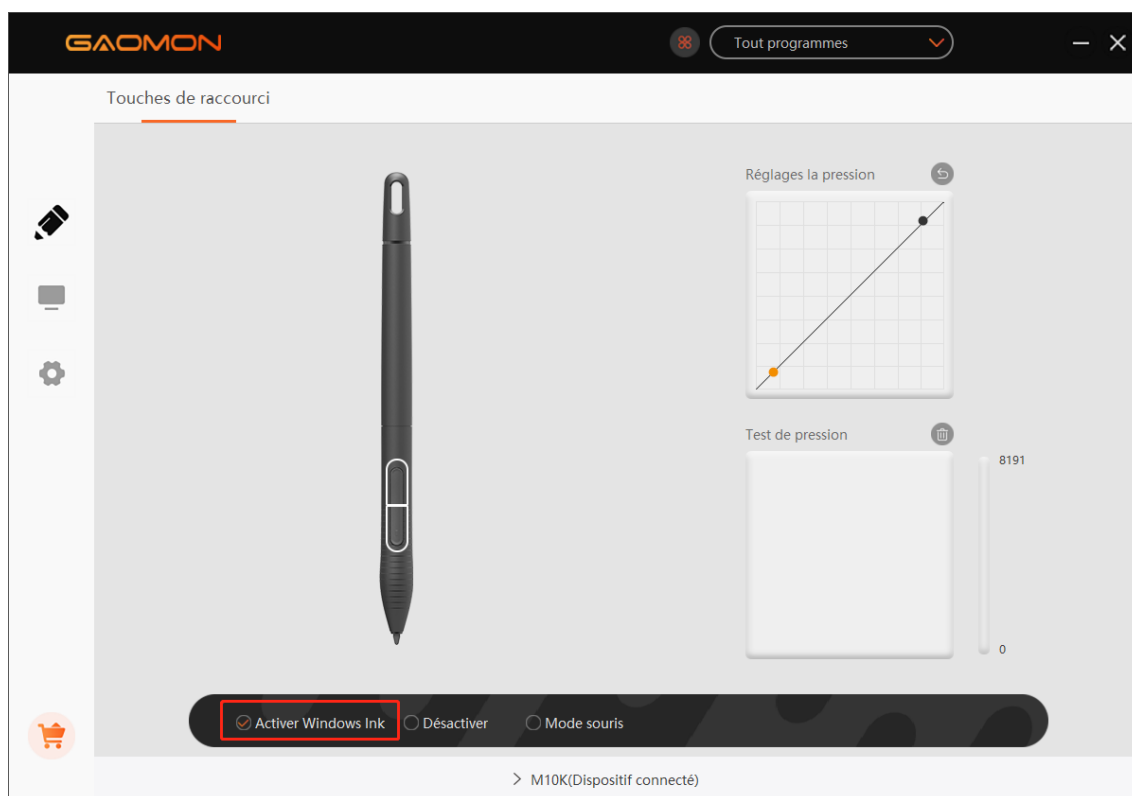 GAOMON
Tout programmes
Touches de raccourci
Réglages la pression
Test de pression
8191
0
Activer Windows Ink
Désactiver
Mode souris
M10K(Dispositif connecté)